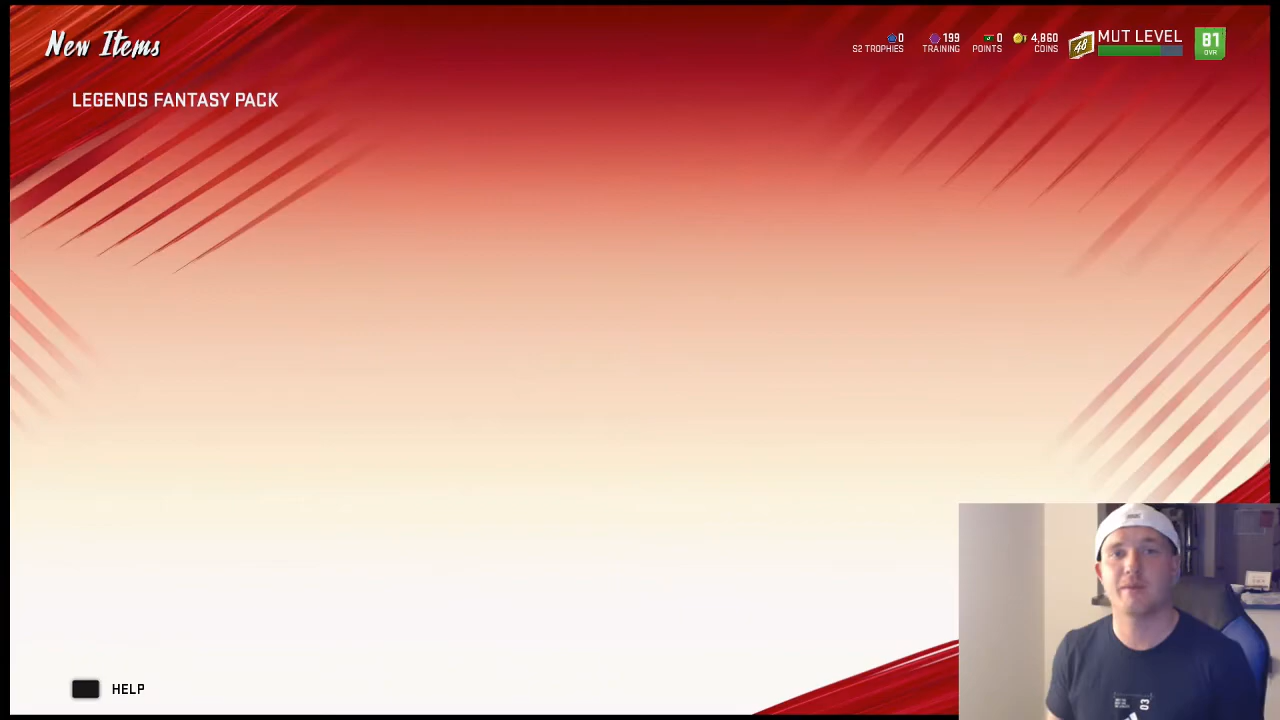 New Items
0 199 0 4,860
S2 TROPHIES TRAINING POINTS COINS
48 MUT LEVEL
81
OVR
LEGENDS FANTASY PACK
HELP
03